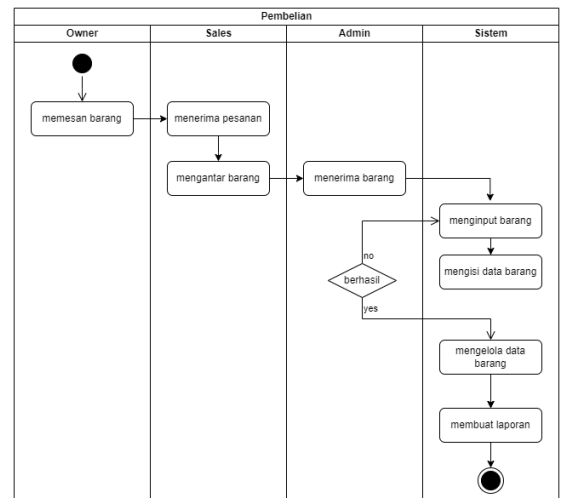 Pembelian
Owner
Sales
Admin
Sistem
memesan barang
menerima pesanan
mengantar barang
menerima barang
menginput barang
no
mengisi data barang
berhasil
yes
mengelola data
barang
membuat laporan